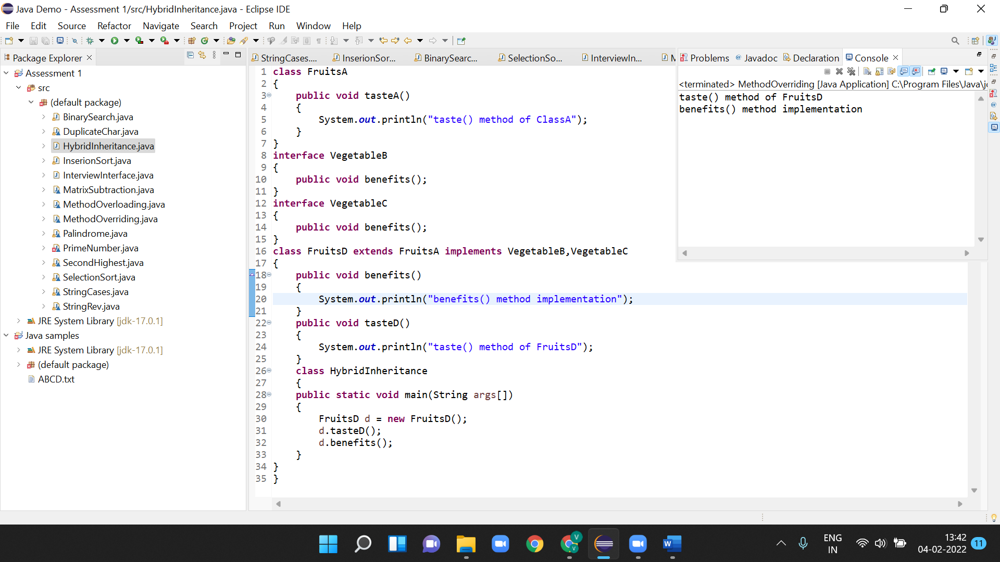 Java Demo - Assessment 1/src/HybridInheritance.java - Eclipse IDE
File Edit Source Refactor Navigate Search Project Run Window Help
Package Explorer
Assessment 1
src
(default package)
BinarySearch.java
DuplicateChar.java
HybridInheritance.java
InserionSort.java
InterviewInterface.java
MatrixSubtraction.java
MethodOverloading.java
MethodOverriding.java
Palindrome.java
PrimeNumber.java
SecondHighest.java
SelectionSort.java
StringCases.java
StringRev.java
JRE System Library [jdk-17.0.1]
Java samples
JRE System Library [jdk-17.0.1]
(default package)
ABCD.txt
StringCases.... InserionSor... BinarySearc... SelectionSo... InterviewIn...
1 class FruitsA
2 {
3 public void tasteA()
4 {
5 System.out.println("taste() method of ClassA");
6 }
7 }
8 interface VegetableB
9 {
10 public void benefits();
11 }
12 interface VegetableC
13 {
14 public void benefits();
15 }
16 class FruitsD extends FruitsA implements VegetableB,VegetableC
17 {
18 public void benefits()
19 {
20 System.out.println("benefits() method implementation");
21 }
22 public void tasteD()
23 {
24 System.out.println("taste() method of FruitsD");
25 }
26 class HybridInheritance
27 {
28 public static void main(String args[])
29 {
30 FruitsD d = new FruitsD();
31 d.tasteD();
32 d.benefits();
33 }
34 }
35 }
Problems @ Javadoc Declaration Console
<terminated> MethodOverriding [Java Application] C:\Program Files\Java\j
taste() method of FruitsD
benefits() method implementation
ENG
IN
13:42
04-02-2022
11